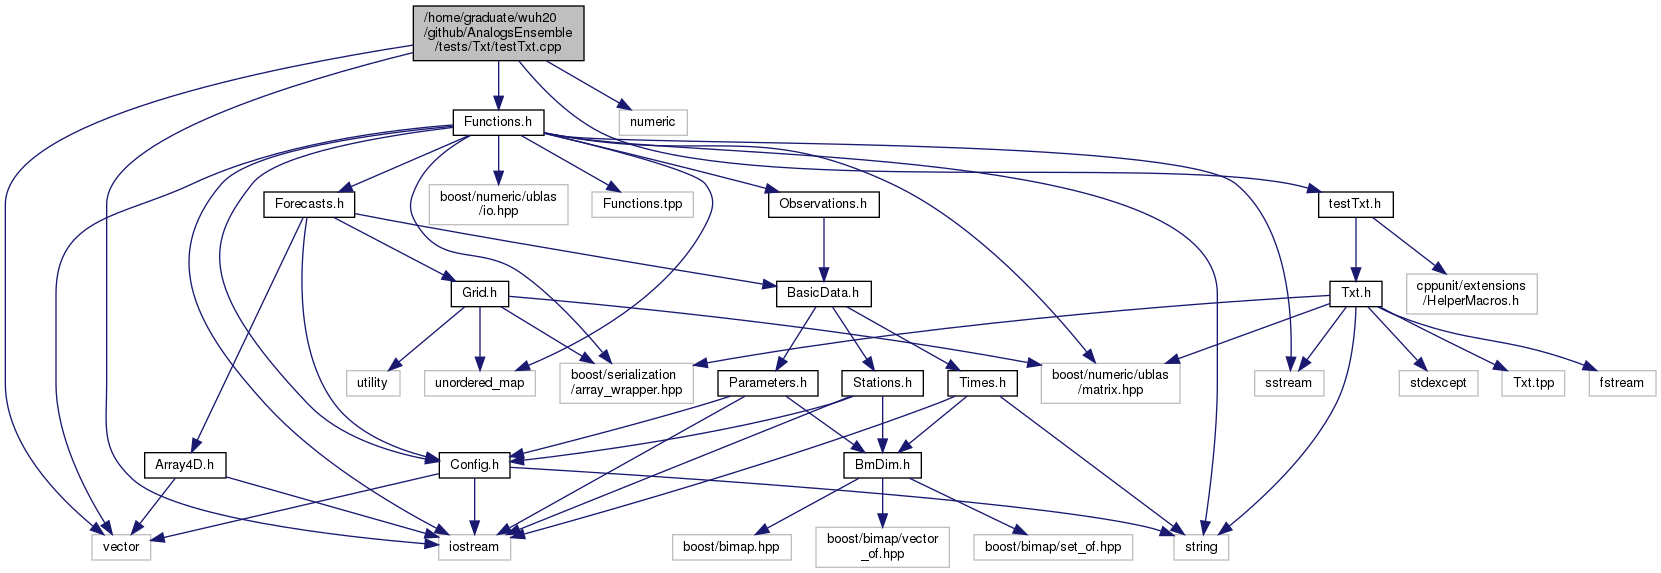 /home/graduate/wuh20
/github/AnalogsEnsemble
/tests/Txt/testTxt.cpp
Functions.h
numeric
Forecasts.h
boost/numeric/ublas
/io.hpp
Functions.tpp
Observations.h
testTxt.h
Grid.h
BasicData.h
Txt.h
cppunit/extensions
/HelperMacros.h
utility
unordered_map
boost/serialization
/array_wrapper.hpp
Parameters.h
Stations.h
Times.h
boost/numeric/ublas
/matrix.hpp
sstream
stdexcept
Txt.tpp
fstream
Array4D.h
Config.h
BmDim.h
vector
iostream
boost/bimap.hpp
boost/bimap/vector
_of.hpp
boost/bimap/set_of.hpp
string